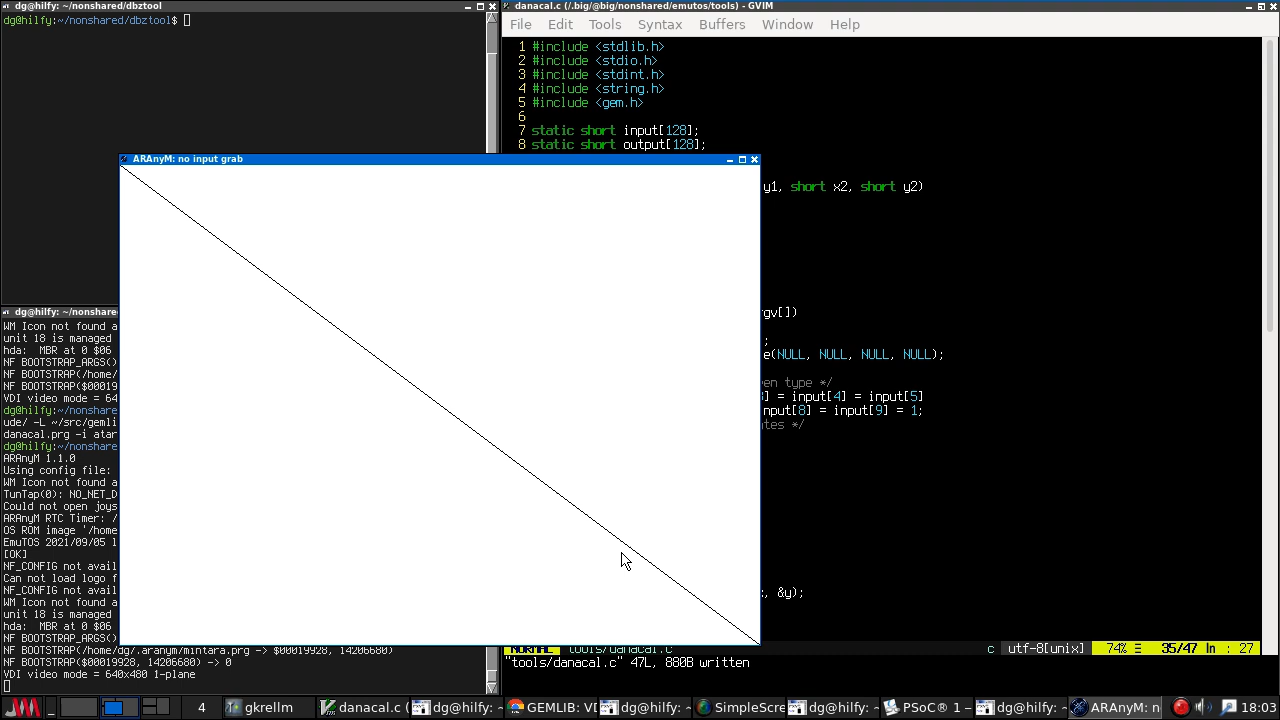 dg@hilfy: ~/nonshared/dbztool
dg@hilfy:~/nonshared/dbztool$
danacal.c (/.big/@big/nonshared/emutos/tools) - GVIM
File Edit Tools Syntax Buffers Window Help
1 #include <stdlib.h>
2 #include <stdio.h>
3 #include <stdint.h>
4 #include <string.h>
5 #include <gem.h>
6
7 static short input[128];
8 static short output[128];
ARAnyM: no input grab
y1, short x2, short y2)
rgv[])
;
e(NULL, NULL, NULL, NULL);
en type */
] = input[4] = input[5]
nput[8] = input[9] = 1;
tes */
, &y);
NORMAL tools/danacal.c c utf-8[unix] 74% ☰ 35/47 ln : 27
"tools/danacal.c" 47L, 880B written
dg@hilfy: ~/nonshare
WM Icon not found a
unit 18 is managed
hda: MBR at 0 $06
NF BOOTSTRAP_ARGS()
NF BOOTSTRAP(/home/
NF BOOTSTRAP($00019
VDI video mode = 64
dg@hilfy:~/nonshare
ude/ -L ~/src/gemli
danacal.prg -i atar
dg@hilfy:~/nonshare
ARAnyM 1.1.0
Using config file:
WM Icon not found a
TunTap(0): NO_NET_D
Could not open joys
ARAnyM RTC Timer: /
OS ROM image '/home
EmuTOS 2021/09/05 l
[OK]
NF_CONFIG not avail
Can not load logo f
NF_CONFIG not avail
WM Icon not found a
unit 18 is managed
hda: MBR at 0 $06
NF BOOTSTRAP_ARGS()
NF BOOTSTRAP(/home/dg/.aranym/mintara.prg -> $00019928, 14206680)
NF BOOTSTRAP($00019928, 14206680) -> 0
VDI video mode = 640x480 1-plane
4 gkrellm danacal.c ( dg@hilfy: ~ GEMLIB: VD dg@hilfy: ~ SimpleScre dg@hilfy: ~ PSoC® 1 – dg@hilfy: ~ ARAnyM: n 18:03